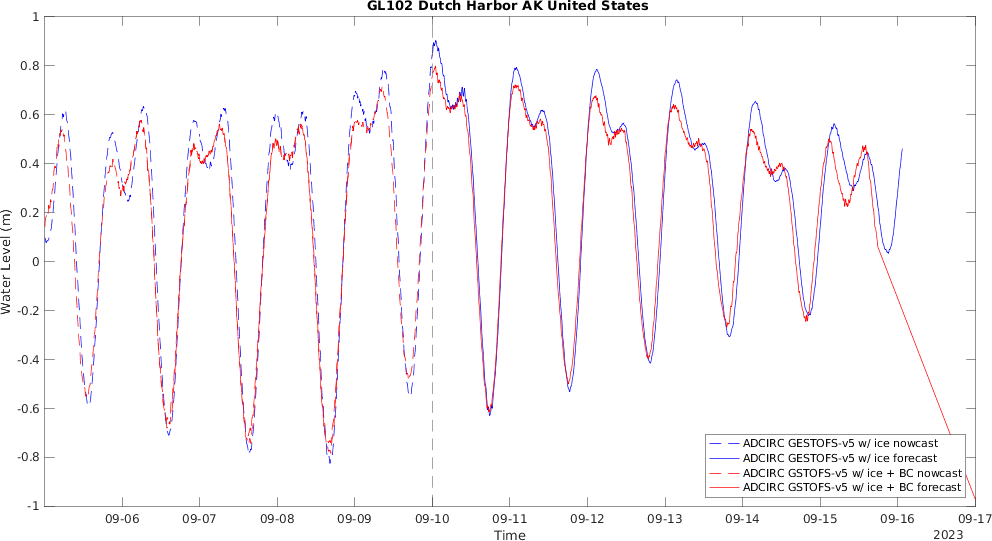 GL102 Dutch Harbor AK United States
1
0.8
0.6
0.4
0.2
0
-0.2
-0.4
-0.6
-0.8
-1
Water Level (m)
ADCIRC GESTOFS-v5 w/ ice nowcast
ADCIRC GESTOFS-v5 w/ ice forecast
ADCIRC GSTOFS-v5 w/ ice + BC nowcast
ADCIRC GSTOFS-v5 w/ ice + BC forecast
09-06 09-07 09-08 09-09 09-10 09-11 09-12 09-13 09-14 09-15 09-16 09-17
Time
2023